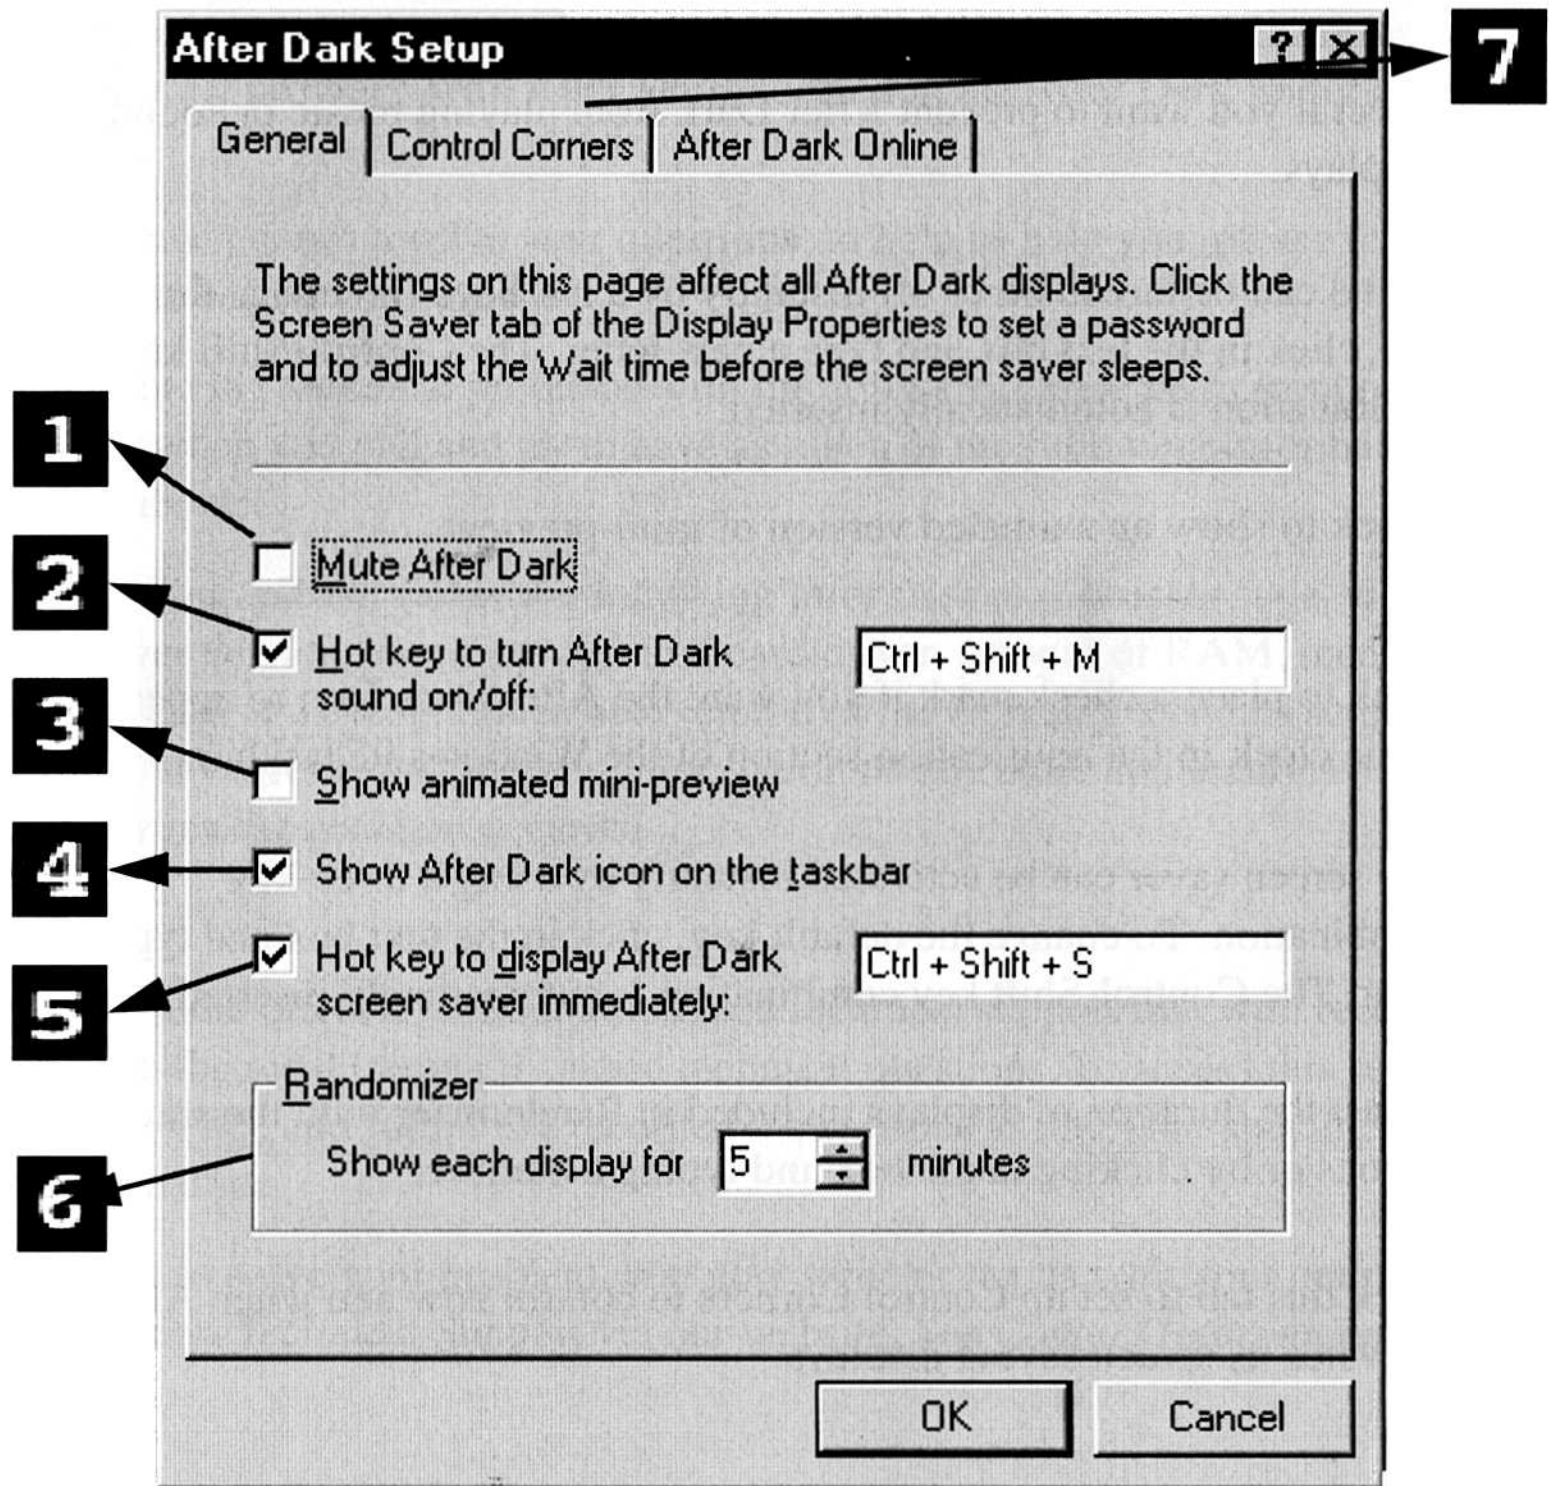 After Dark Setup
7
General Control Corners After Dark Online
The settings on this page affect all After Dark displays. Click the
Screen Saver tab of the Display Properties to set a password
and to adjust the Wait time before the screen saver sleeps.
1
Mute After Dark
2
Hot key to turn After Dark
sound on/off:
Ctrl + Shift + M
3
Show animated mini-preview
4
Show After Dark icon on the taskbar
5
Hot key to display After Dark
screen saver immediately:
Ctrl + Shift + S
Randomizer
6
Show each display for 5 minutes
OK Cancel